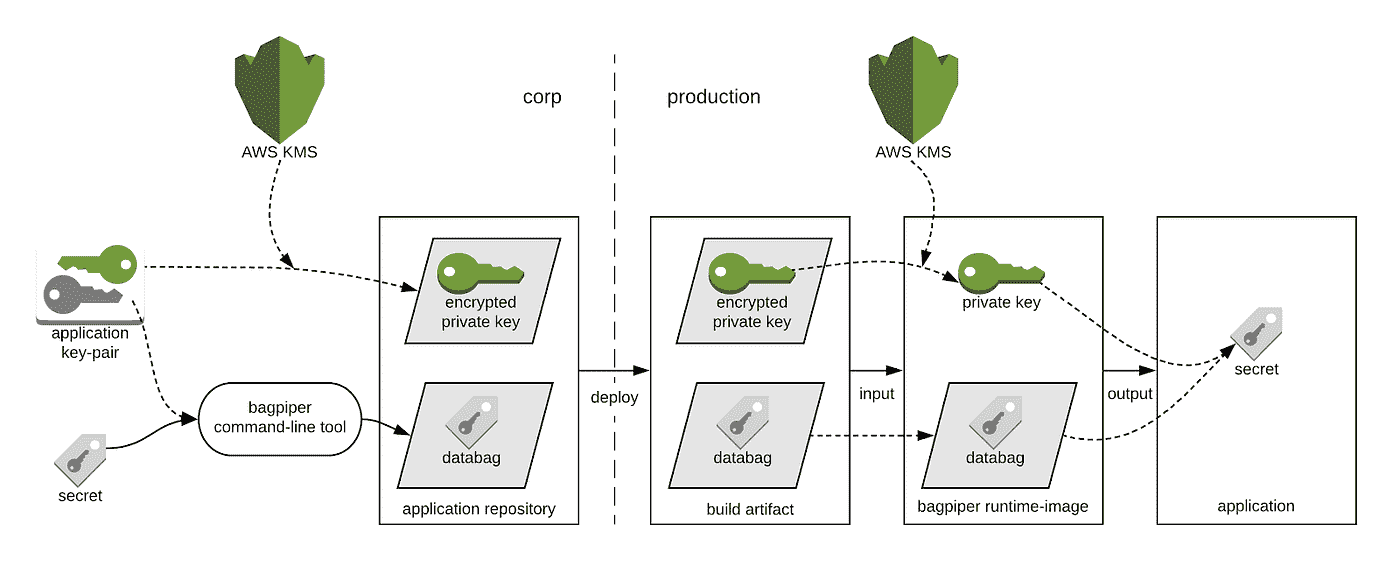 corp
production
AWS KMS
AWS KMS
application
key-pair
secret
bagpiper
command-line tool
encrypted
private key
databag
application repository
deploy
encrypted
private key
databag
build artifact
input
private key
databag
bagpiper runtime-image
output
secret
application